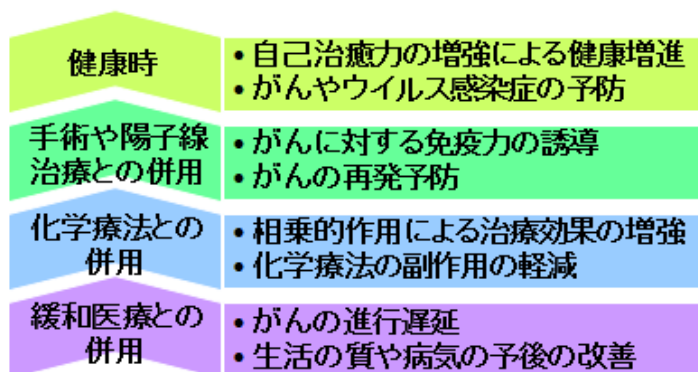 健康時
• 自己治癒力の増強による健康増進
• がんやウイルス感染症の予防
手術や陽子線
治療との併用
• がんに対する免疫力の誘導
• がんの再発予防
化学療法との
併用
• 相乗的作用による治療効果の増強
• 化学療法の副作用の軽減
緩和医療との
併用
• がんの進行遅延
• 生活の質や病気の予後の改善